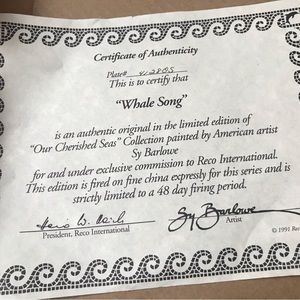 Certificate of Authenticity
Plate#
This is to certify that
"Whale Song"
is an authentic original in the limited edition of
"Our Cherished Seas" Collection painted by American artist
Sy Barlowe
for and under exclusive commission to Reco International.
This edition is fired on fine china expressly for this series and is
strictly limited to a 48 day firing period.
Sy Barlowe
President, Reco International
Artist
© 1991 Rec